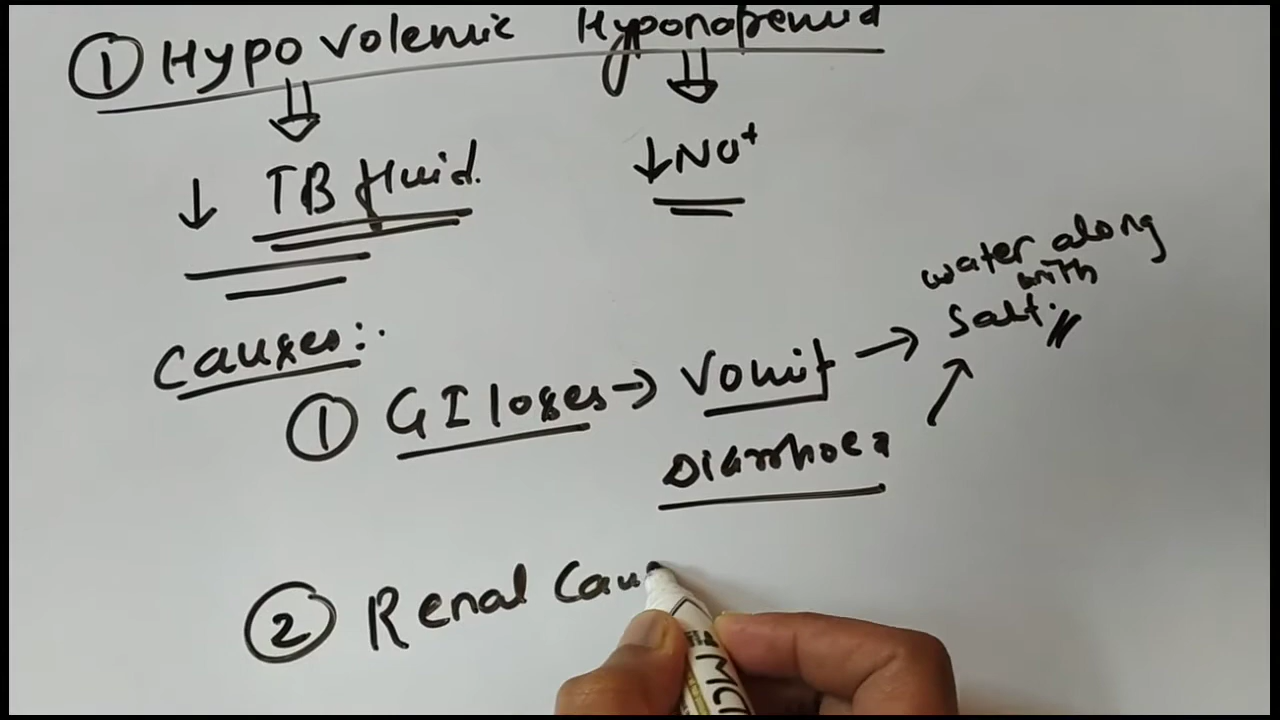 ① Hypo volemic Hyponatremia
↓ TB fluid.
↓ Na+
causes:-
① GI loses → Vomit → water along with salt.
Diarrhoea
② Renal Cau